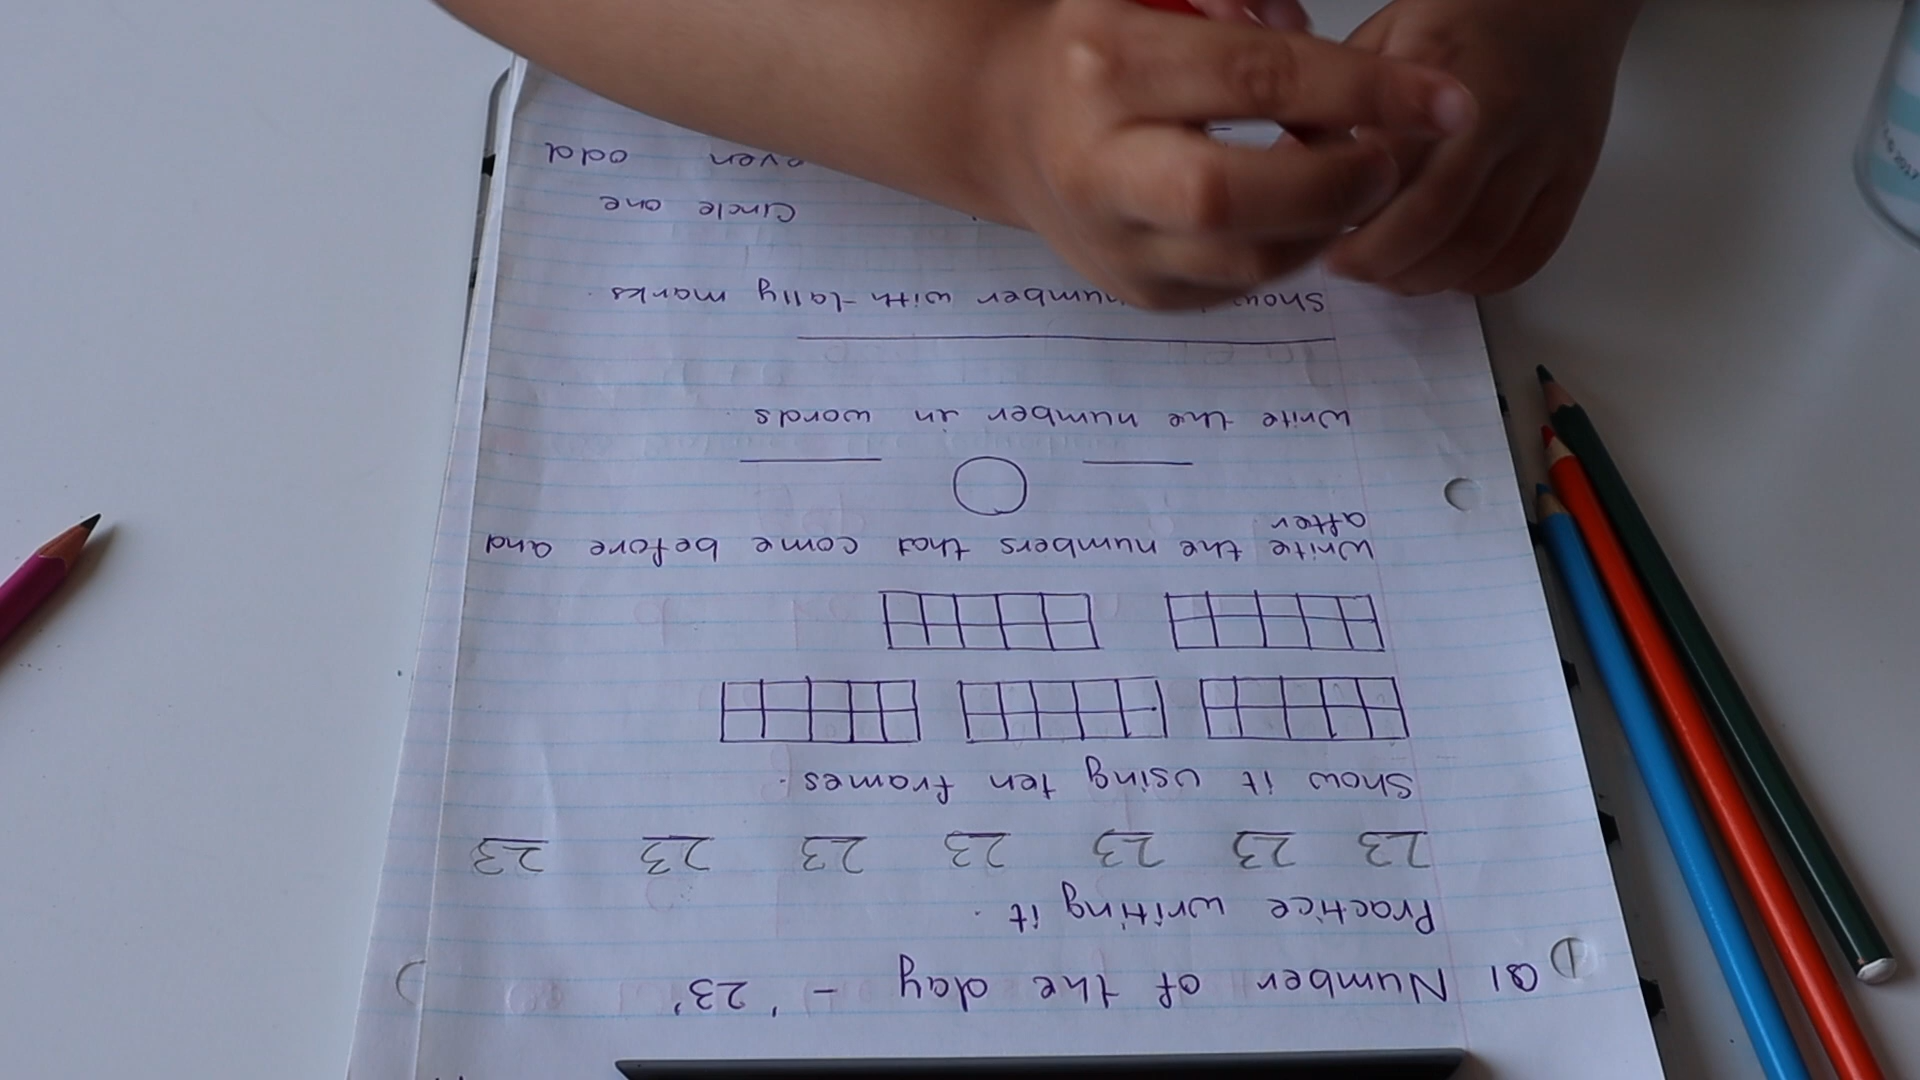 Q1 Number of the day - '23'
Practice writing it.
23 23 23 23 23 23 23
Show it using ten frames.
Write the numbers that come before and
after.
Write the number in words.
Show number with tally marks.
Circle one
even odd